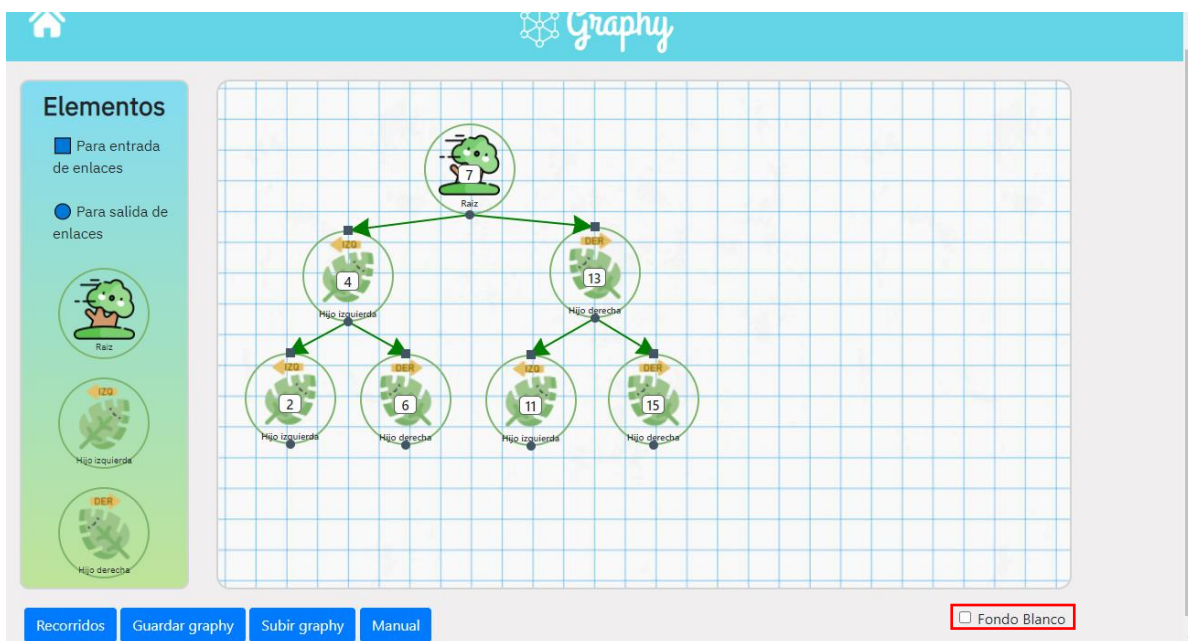 Graphy
Elementos
Para entrada
de enlaces
Para salida de
enlaces
Raiz
IZQ
Hijo izquierda
DER
Hijo derecha
7
Raiz
IZQ
4
Hijo izquierda
DER
13
Hijo derecha
IZQ
2
Hijo izquierda
DER
6
Hijo derecha
IZQ
11
Hijo izquierda
DER
15
Hijo derecha
Recorridos
Guardar graphy
Subir graphy
Manual
Fondo Blanco